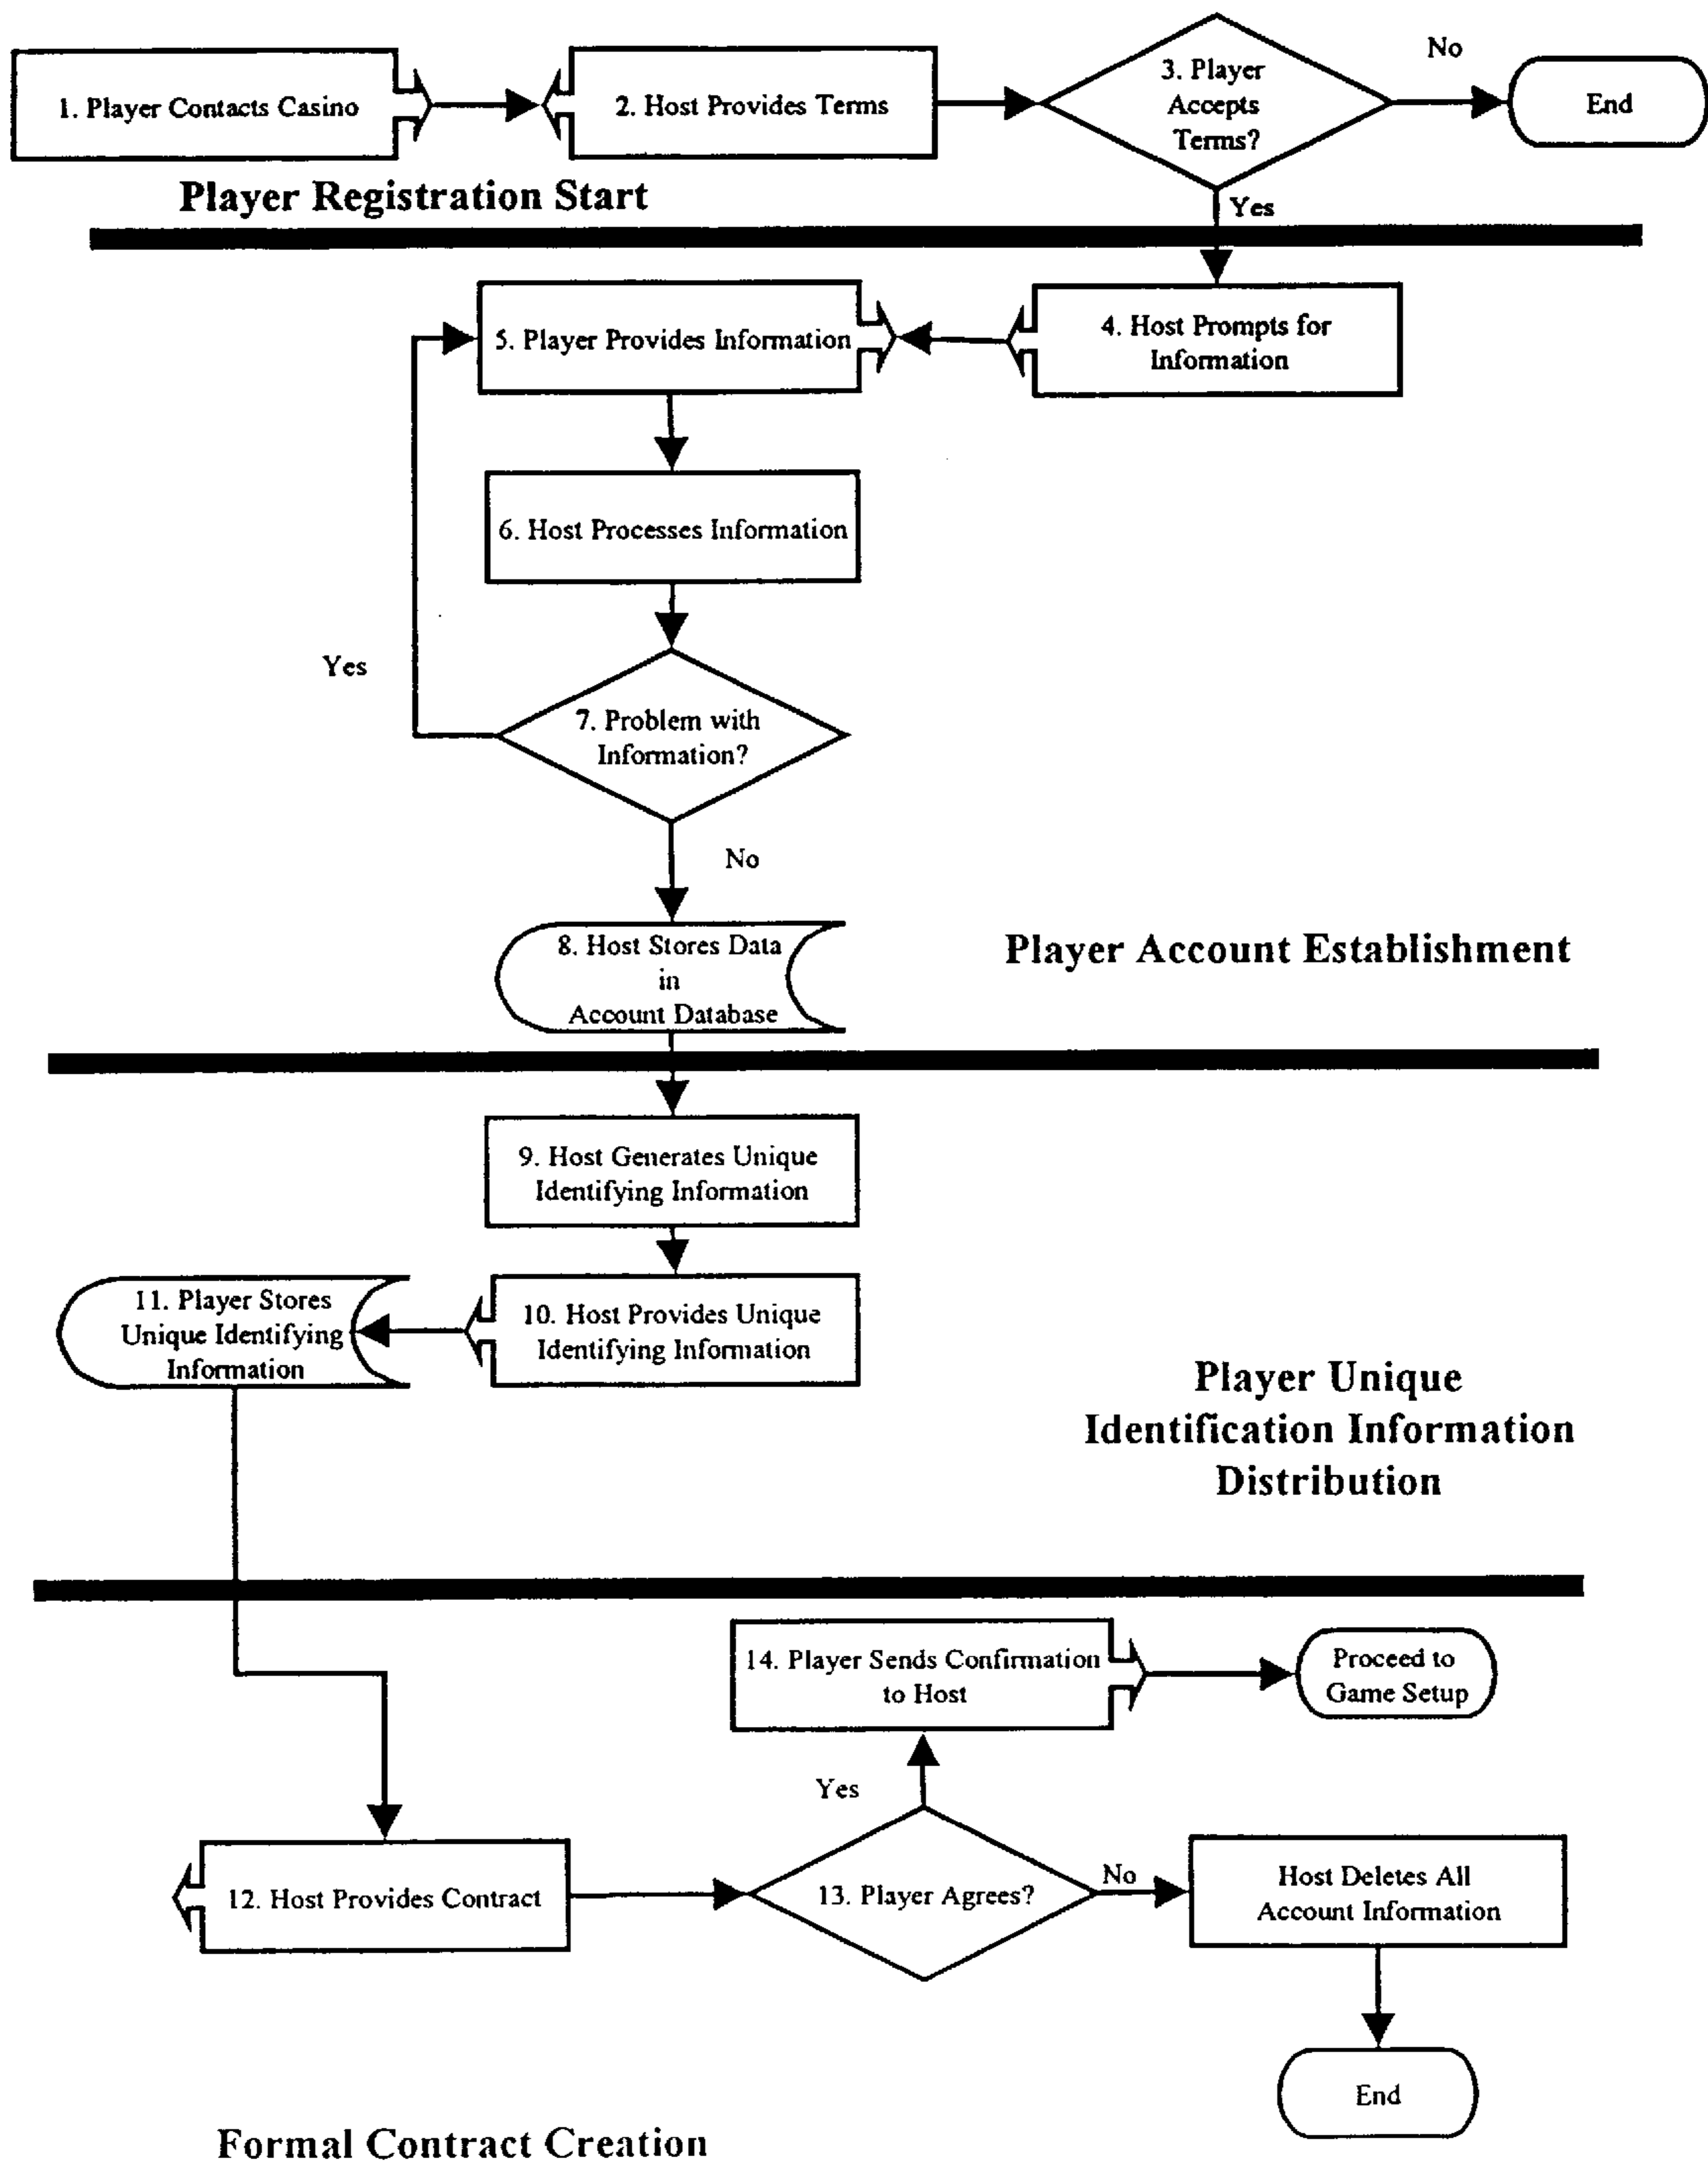 1. Player Contacts Casino
2. Host Provides Terms
3. Player
Accepts
Terms?
No
End
Player Registration Start
Yes
5. Player Provides Information
4. Host Prompts for
Information
6. Host Processes Information
Yes
7. Problem with
Information?
No
8. Host Stores Data
in
Account Database
Player Account Establishment
9. Host Generates Unique
Identifying Information
11. Player Stores
Unique Identifying
Information
10. Host Provides Unique
Identifying Information
Player Unique
Identification Information
Distribution
14. Player Sends Confirmation
to Host
Proceed to
Game Setup
Yes
12. Host Provides Contract
13. Player Agrees?
No
Host Deletes All
Account Information
End
Formal Contract Creation